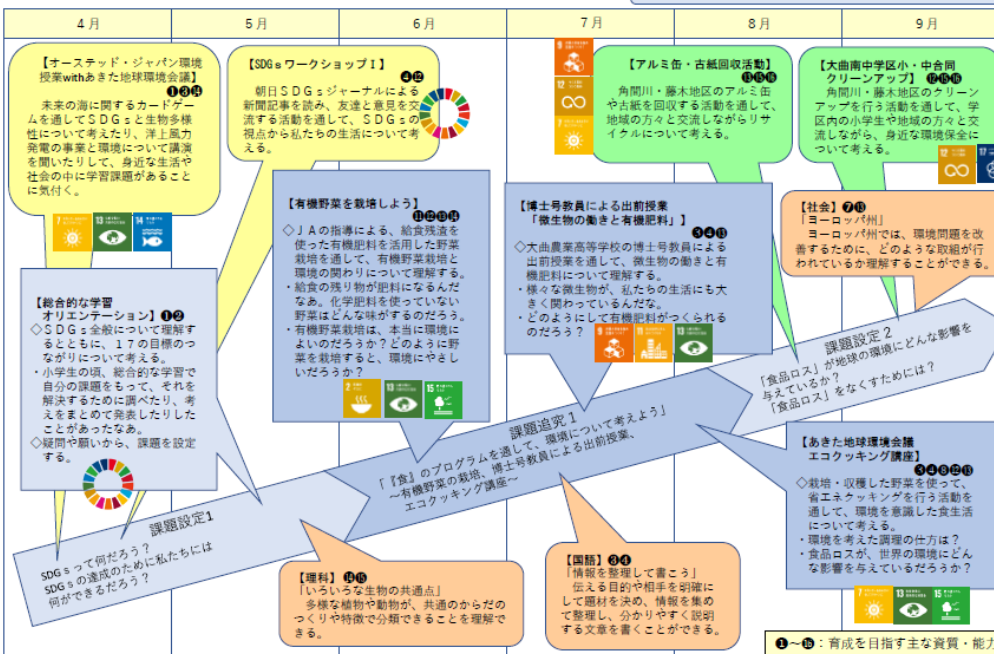 4月
5月
6月
7月
8月
9月
【オーステッド・ジャパン環境
授業withあきた地球環境会議】
❶❸⓮
未来の海に関するカードゲー
ムを通してＳＤＧｓと生物多様
性について考えたり、洋上風力
発電の事業と環境について講演
を聞いたりして、身近な生活や
社会の中に学習課題があること
に気付く。
【SDGｓワークショップⅠ】
❹⓬
朝日ＳＤＧｓジャーナルによる
新聞記事を読み、友達と意見を交
流する活動を通して、ＳＤＧｓの
視点から私たちの生活について考
える。
【アルミ缶・古紙回収活動】
⓭⓯⓰
角間川・藤木地区のアルミ缶
や古紙を回収する活動を通して、
地域の方々と交流しながらリサ
イクルについて考える。
【大曲南中学区小・中合同
クリーンアップ】⓬⓯⓰
角間川・藤木地区のクリーン
アップを行う活動を通して、学
区内の小学生や地域の方々と交
流しながら、身近な環境保全に
ついて考える。
【有機野菜を栽培しよう】
⓫⓬⓭⓮
◇ＪＡの指導による、給食残渣を
使った有機肥料を活用した野菜
栽培を通して、有機野菜栽培と
環境の関わりについて理解する。
・給食の残り物が肥料になるんだ
なあ。化学肥料を使っていない
野菜はどんな味がするのだろう。
・有機野菜栽培は、本当に環境に
よいのだろうか？どのように野
菜を栽培すると、環境にやさし
いだろうか？
【博士号教員による出前授業
「微生物の働きと有機肥料」】
❸❹⓭
◇大曲農業高等学校の博士号教員による
出前授業を通して、微生物の働きと有
機肥料について理解する。
・様々な微生物が、私たちの生活にも大
きく関わっているんだな。
・どのようにして有機肥料がつくられる
のだろう？
【社会】❼⓭
「ヨーロッパ州」
ヨーロッパ州では、環境問題を改
善するために、どのような取組が行
われているか理解することができる。
【総合的な学習
オリエンテーション】❶❷
◇ＳＤＧｓ全般について理解す
るとともに、１７の目標のつ
ながりについて考える。
・小学生の頃、総合的な学習で
自分の課題をもって、それを
解決するために調べたり、考
えをまとめて発表したりした
ことがあったなあ。
◇疑問や願いから、課題を設定
する。
課題設定1
SDGｓって何だろう？
SDGｓの達成のために私たちには
何ができるだろう？
課題追究1
「『食』のプログラムを通して、環境について考えよう」
～有機野菜の栽培、博士号教員による出前授業、
エコクッキング講座～
課題設定２
「食品ロス」が地球の環境にどんな影響を
与えているか？
「食品ロス」をなくすためには？
【理科】⓮⓯
「いろいろな生物の共通点」
多様な植物や動物が、共通のからだの
つくりや特徴で分類できることを理解で
きる。
【国語】❸❹
「情報を整理して書こう」
伝える目的や相手を明確に
して題材を決め、情報を集め
て整理し、分かりやすく説明
する文章を書くことができる。
【あきた地球環境会議
エコクッキング講座】
❸❹❽⓬⓭
◇栽培・収穫した野菜を使って、
省エネクッキングを行う活動を
通して、環境を意識した食生活
について考える。
・環境を考えた調理の仕方は？
・食品ロスが、世界の環境にどん
な影響を与えているだろうか？
❶～⓰：育成を目指す主な資質・能力
7
13
14
2
13
15
9
12
7
9
11
13
12
17
7
13
15